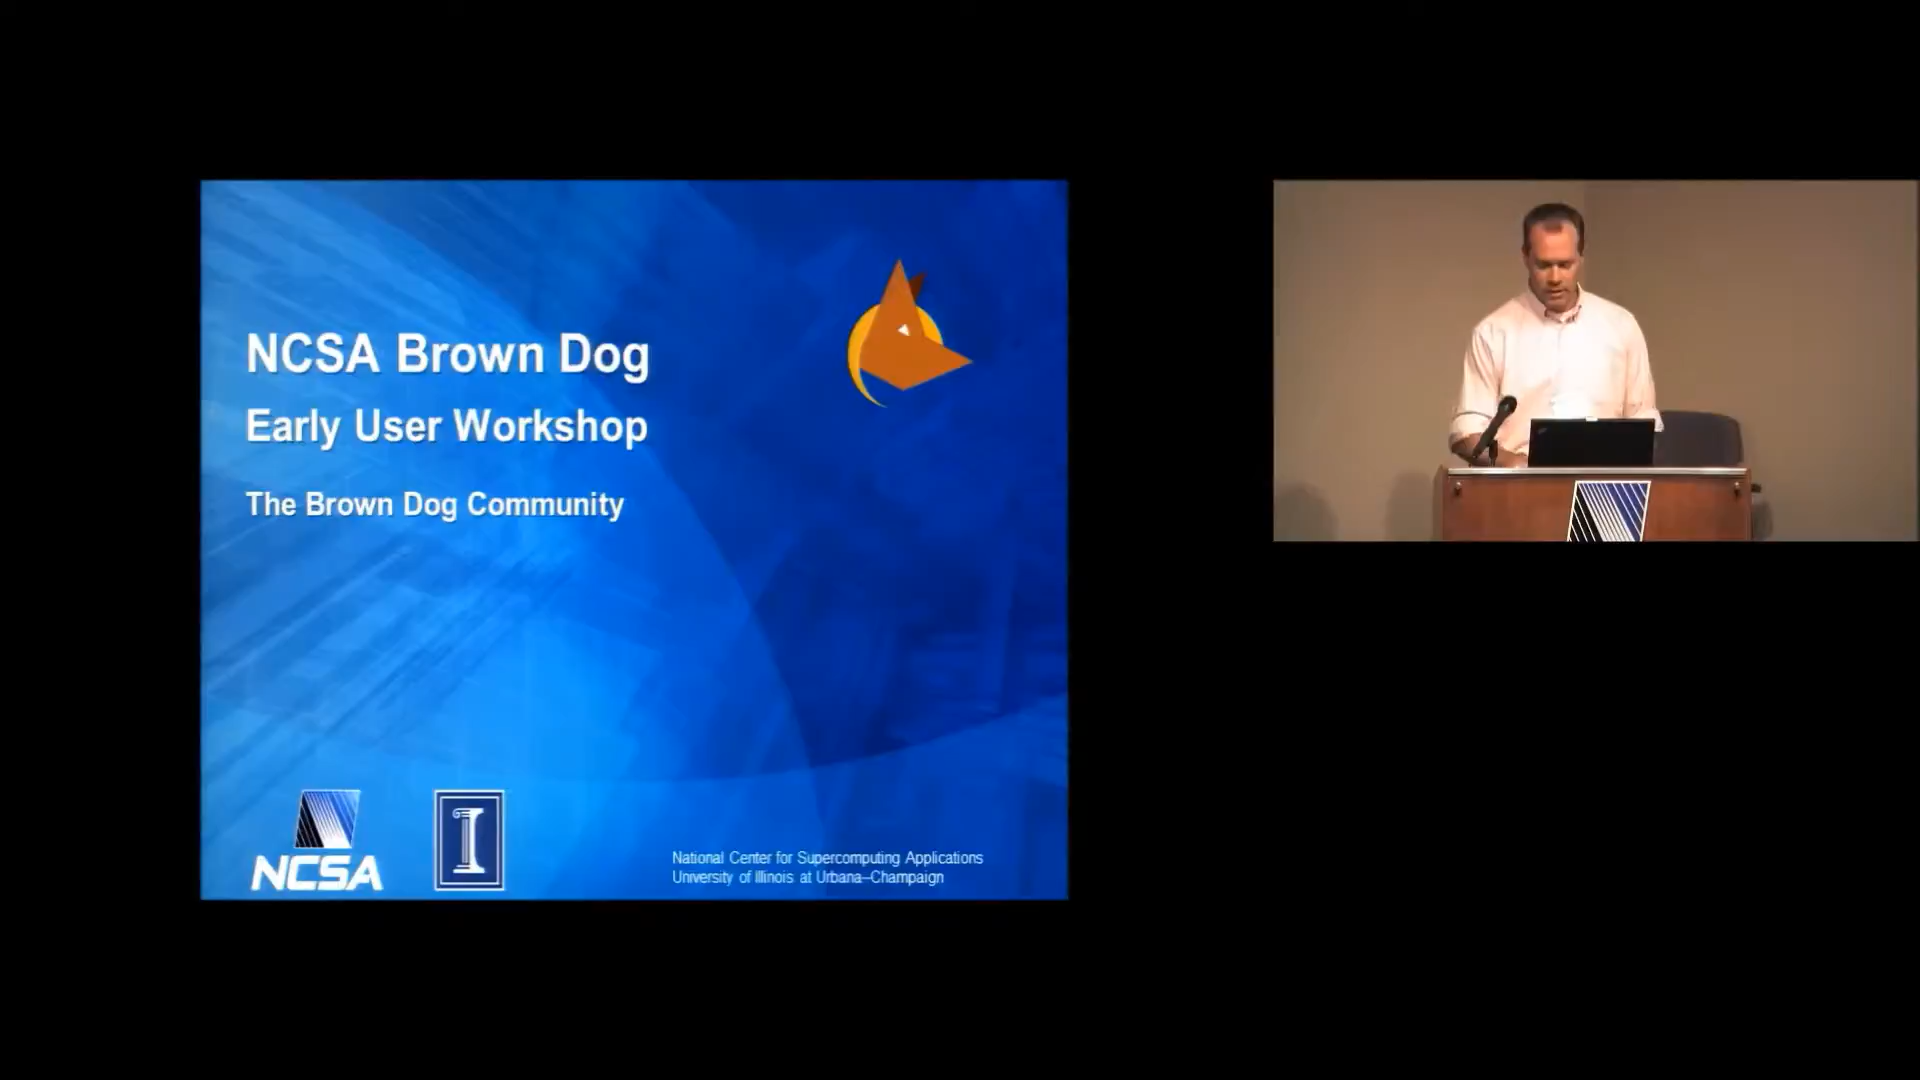 NCSA Brown Dog
Early User Workshop
The Brown Dog Community
NCSA
I
National Center for Supercomputing Applications
University of Illinois at Urbana–Champaign